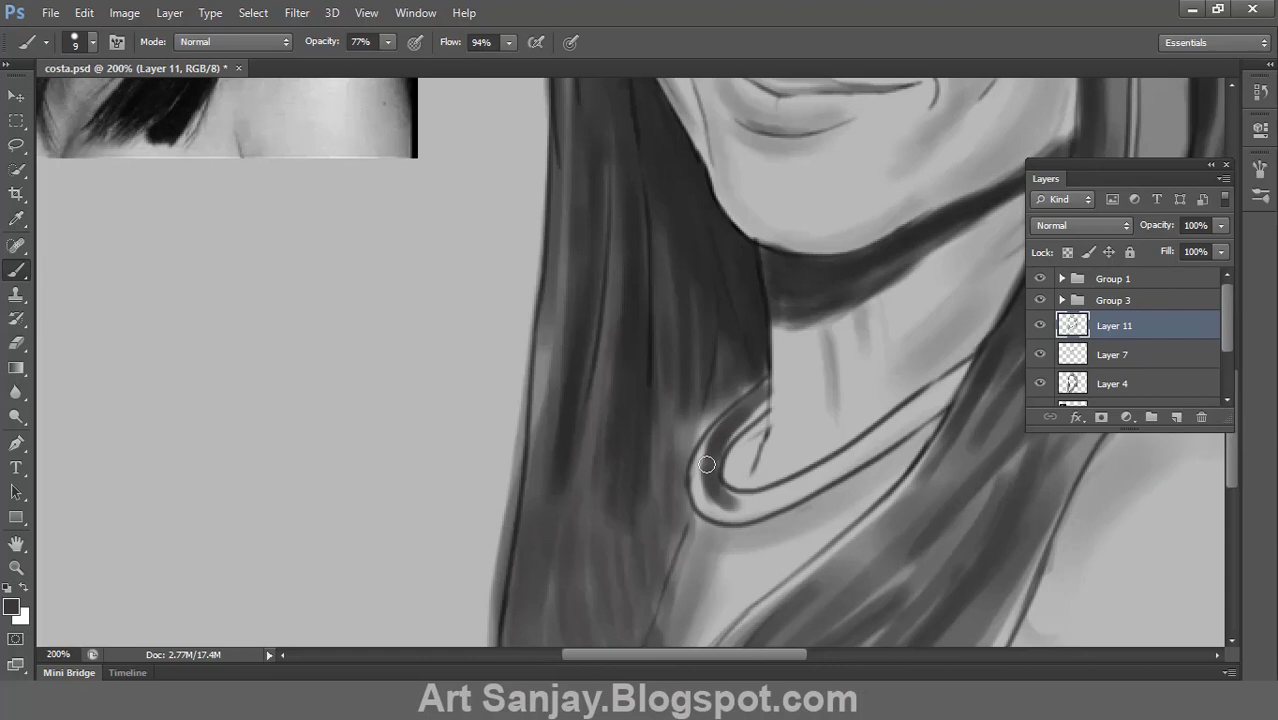 Ps File Edit Image Layer Type Select Filter 3D View Window Help
9 Mode: Normal Opacity: 77% Flow: 94% Essentials
costa.psd @ 200% (Layer 11, RGB/8) *
Layers
Kind
Normal Opacity: 100%
Lock: Fill: 100%
Group 1
Group 3
Layer 11
Layer 7
Layer 4
200% Doc: 2.77M/17.4M
Mini Bridge Timeline
Art Sanjay.Blogspot.com